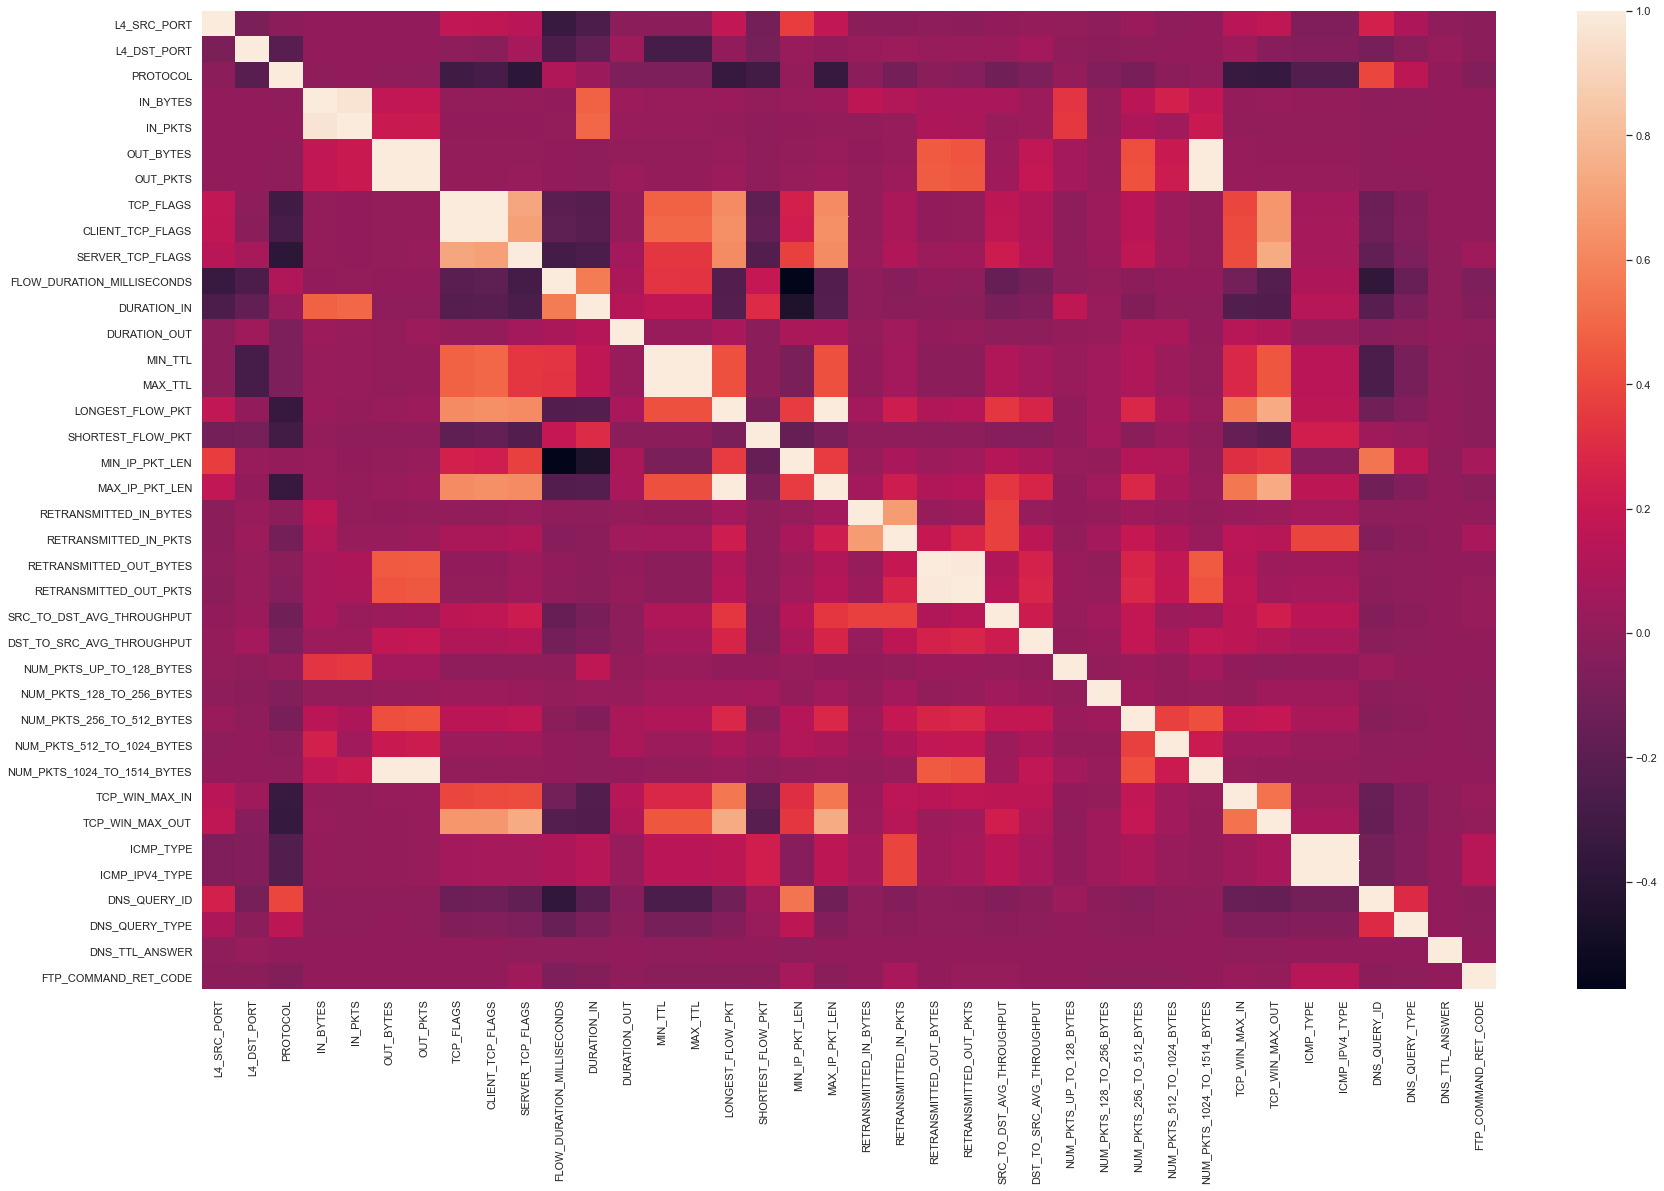 L4_SRC_PORT
L4_DST_PORT
PROTOCOL
IN_BYTES
IN_PKTS
OUT_BYTES
OUT_PKTS
TCP_FLAGS
CLIENT_TCP_FLAGS
SERVER_TCP_FLAGS
FLOW_DURATION_MILLISECONDS
DURATION_IN
DURATION_OUT
MIN_TTL
MAX_TTL
LONGEST_FLOW_PKT
SHORTEST_FLOW_PKT
MIN_IP_PKT_LEN
MAX_IP_PKT_LEN
RETRANSMITTED_IN_BYTES
RETRANSMITTED_IN_PKTS
RETRANSMITTED_OUT_BYTES
RETRANSMITTED_OUT_PKTS
SRC_TO_DST_AVG_THROUGHPUT
DST_TO_SRC_AVG_THROUGHPUT
NUM_PKTS_UP_TO_128_BYTES
NUM_PKTS_128_TO_256_BYTES
NUM_PKTS_256_TO_512_BYTES
NUM_PKTS_512_TO_1024_BYTES
NUM_PKTS_1024_TO_1514_BYTES
TCP_WIN_MAX_IN
TCP_WIN_MAX_OUT
ICMP_TYPE
ICMP_IPV4_TYPE
DNS_QUERY_ID
DNS_QUERY_TYPE
DNS_TTL_ANSWER
FTP_COMMAND_RET_CODE
L4_SRC_PORT
L4_DST_PORT
PROTOCOL
IN_BYTES
IN_PKTS
OUT_BYTES
OUT_PKTS
TCP_FLAGS
CLIENT_TCP_FLAGS
SERVER_TCP_FLAGS
FLOW_DURATION_MILLISECONDS
DURATION_IN
DURATION_OUT
MIN_TTL
MAX_TTL
LONGEST_FLOW_PKT
SHORTEST_FLOW_PKT
MIN_IP_PKT_LEN
MAX_IP_PKT_LEN
RETRANSMITTED_IN_BYTES
RETRANSMITTED_IN_PKTS
RETRANSMITTED_OUT_BYTES
RETRANSMITTED_OUT_PKTS
SRC_TO_DST_AVG_THROUGHPUT
DST_TO_SRC_AVG_THROUGHPUT
NUM_PKTS_UP_TO_128_BYTES
NUM_PKTS_128_TO_256_BYTES
NUM_PKTS_256_TO_512_BYTES
NUM_PKTS_512_TO_1024_BYTES
NUM_PKTS_1024_TO_1514_BYTES
TCP_WIN_MAX_IN
TCP_WIN_MAX_OUT
ICMP_TYPE
ICMP_IPV4_TYPE
DNS_QUERY_ID
DNS_QUERY_TYPE
DNS_TTL_ANSWER
FTP_COMMAND_RET_CODE
1.0
0.8
0.6
0.4
0.2
0.0
−0.2
−0.4